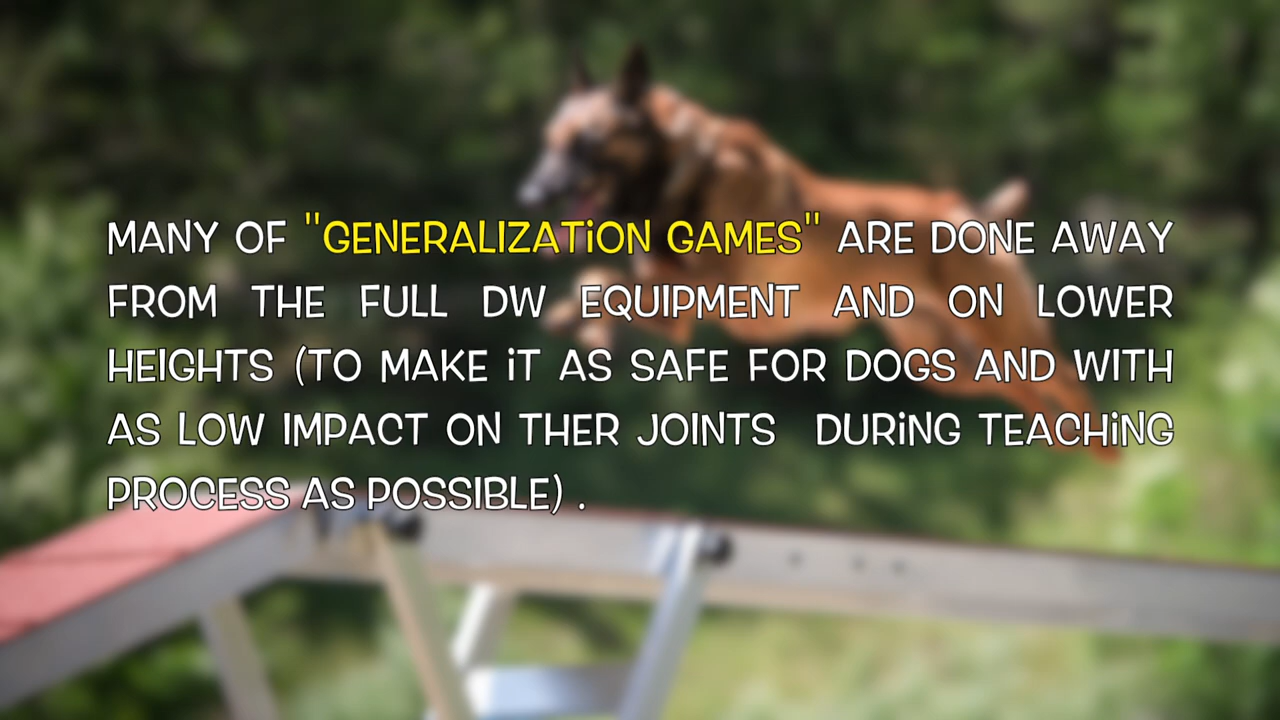 MANY OF "GENERALIZATiON GAMES" ARE DONE AWAY
FROM THE FULL DW EQUIPMENT AND ON LOWER
HEIGHTS (TO MAKE iT AS SAFE FOR DOGS AND WITH
AS LOW IMPACT ON THER JOINTS DURiNG TEACHiNG
PROCESS AS POSSIBLE) .